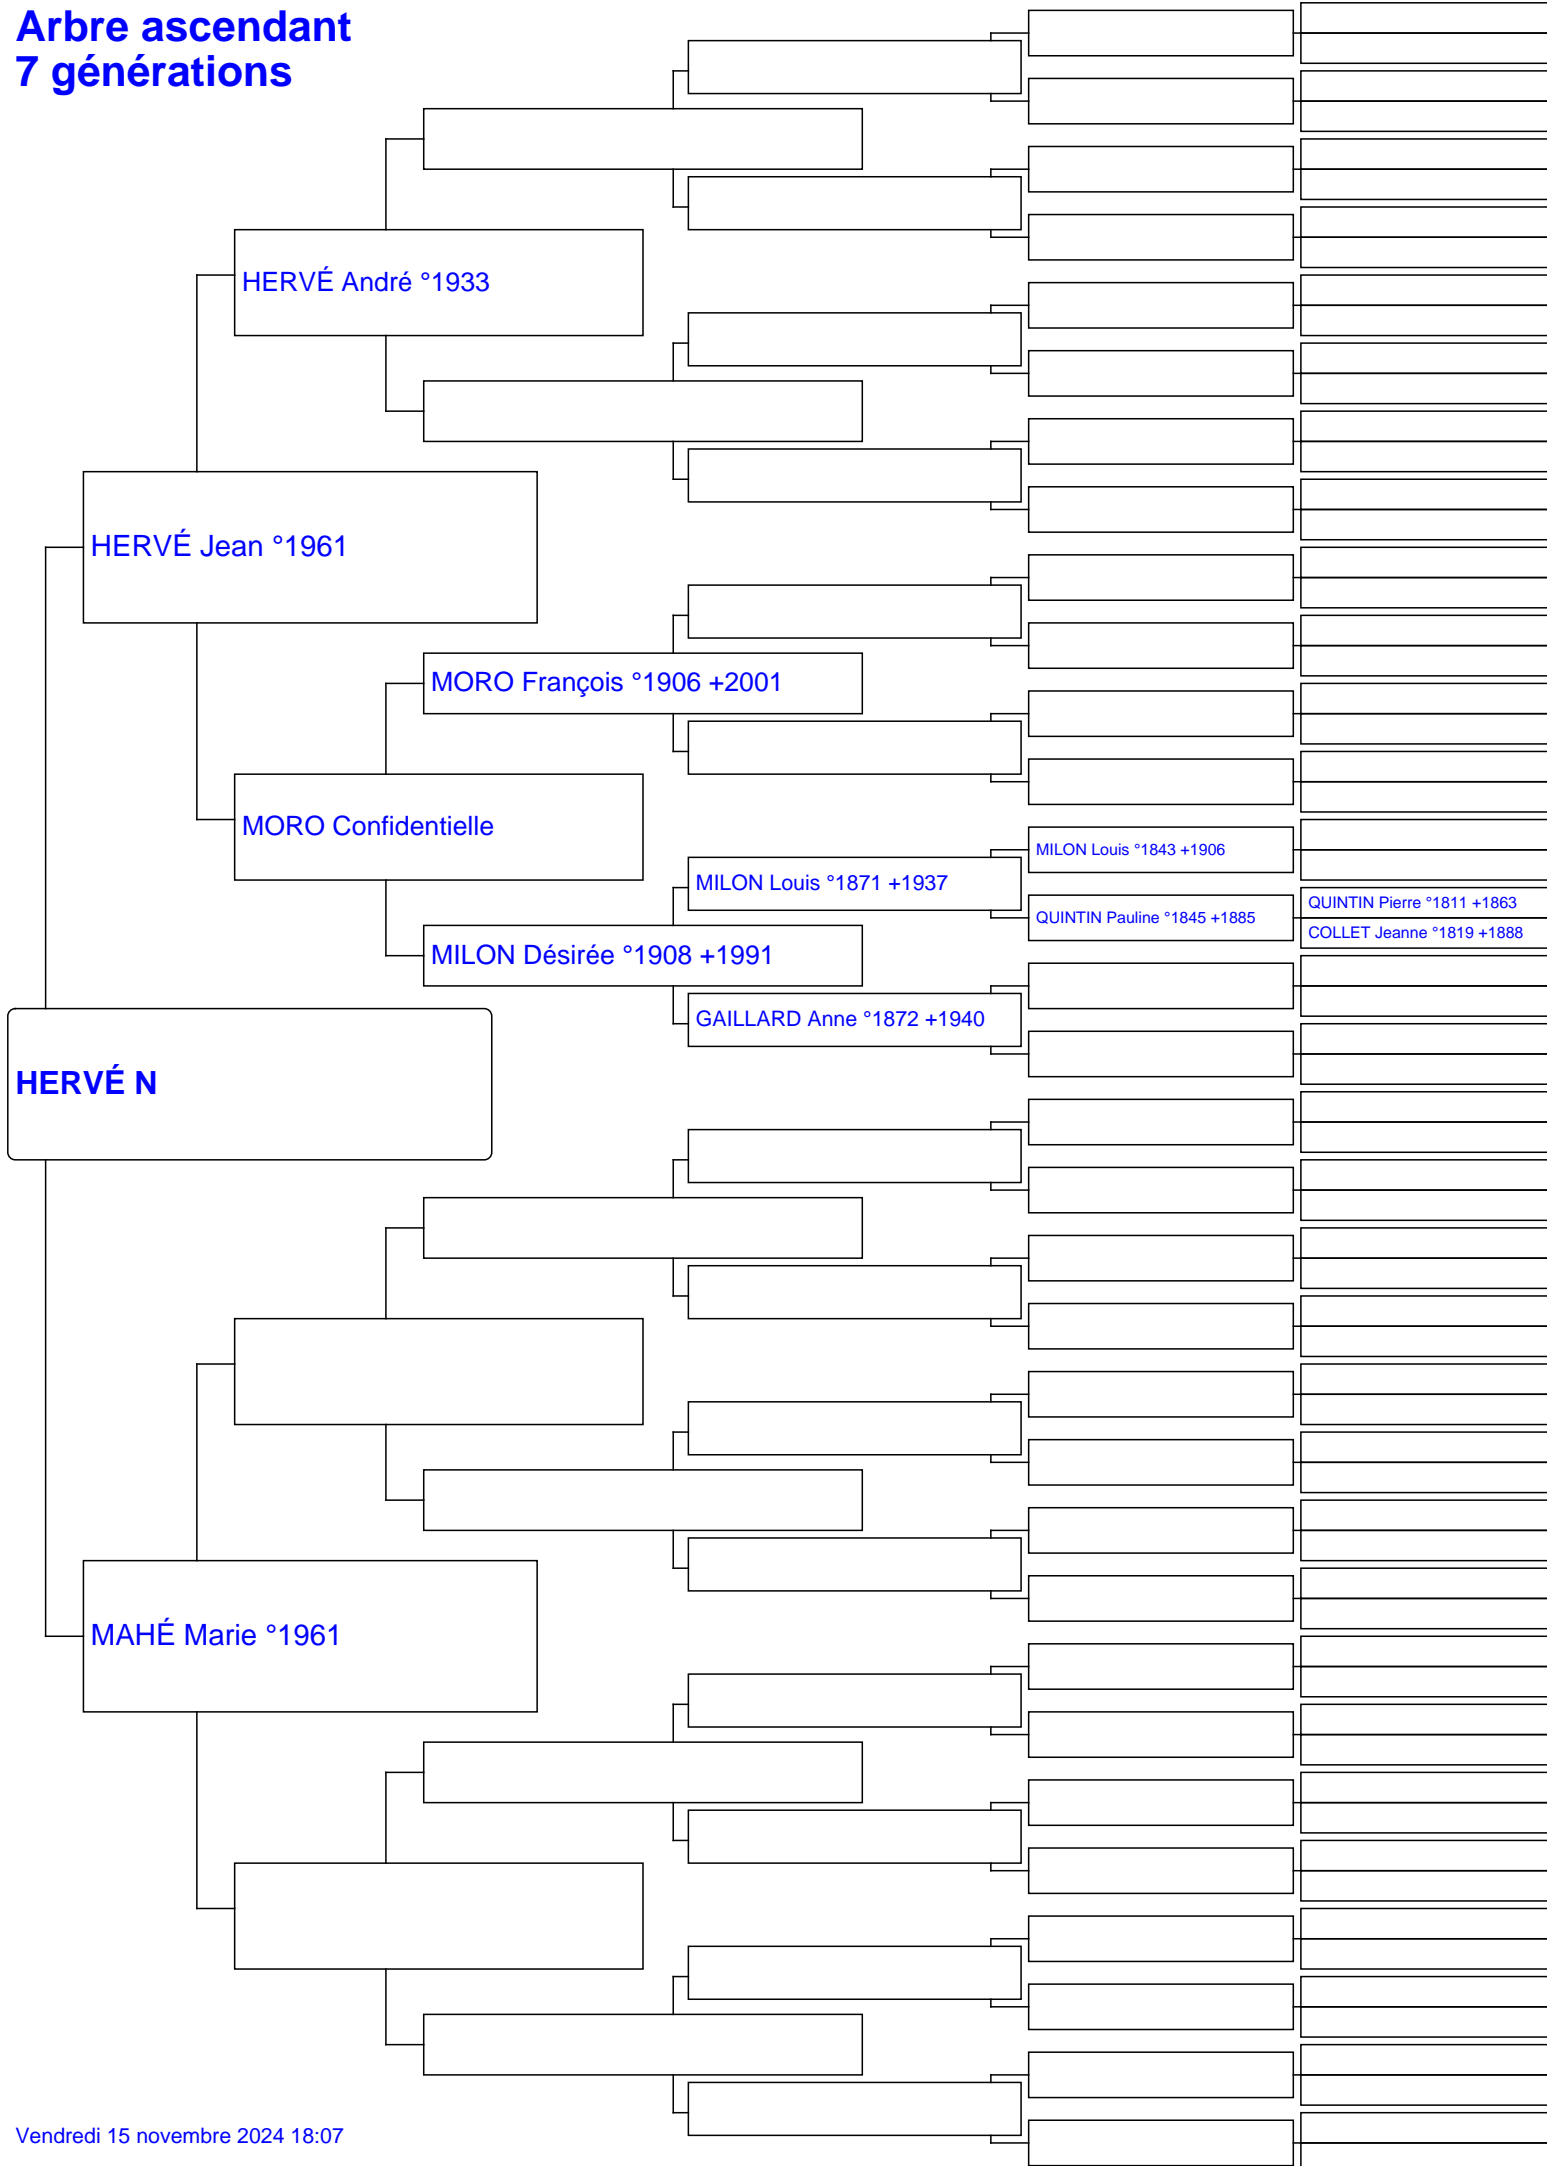 Arbre ascendant
7 générations
HERVÉ André °1933
HERVÉ Jean °1961
MORO François °1906 +2001
MORO Confidentielle
MILON Louis °1843 +1906
MILON Louis °1871 +1937
QUINTIN Pierre °1811 +1863
QUINTIN Pauline °1845 +1885
COLLET Jeanne °1819 +1888
MILON Désirée °1908 +1991
GAILLARD Anne °1872 +1940
HERVÉ N
MAHÉ Marie °1961
Vendredi 15 novembre 2024 18:07